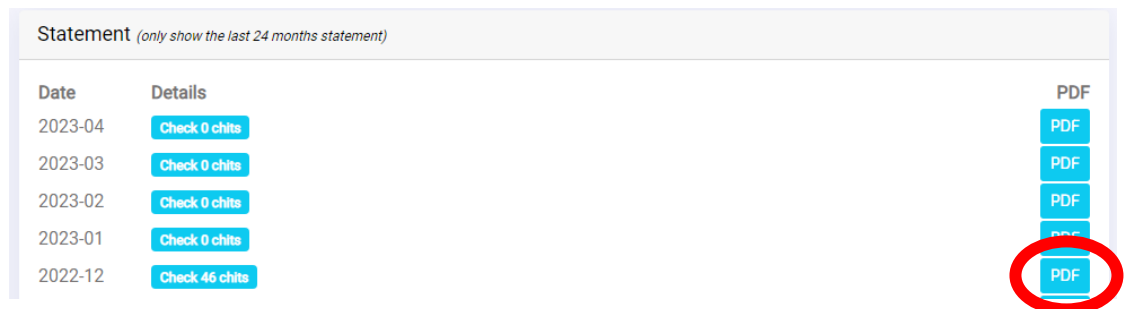 Statement (only show the last 24 months statement)
Date Details PDF
2023-04 Check 0 chits PDF
2023-03 Check 0 chits PDF
2023-02 Check 0 chits PDF
2023-01 Check 0 chits PDF
2022-12 Check 46 chits PDF